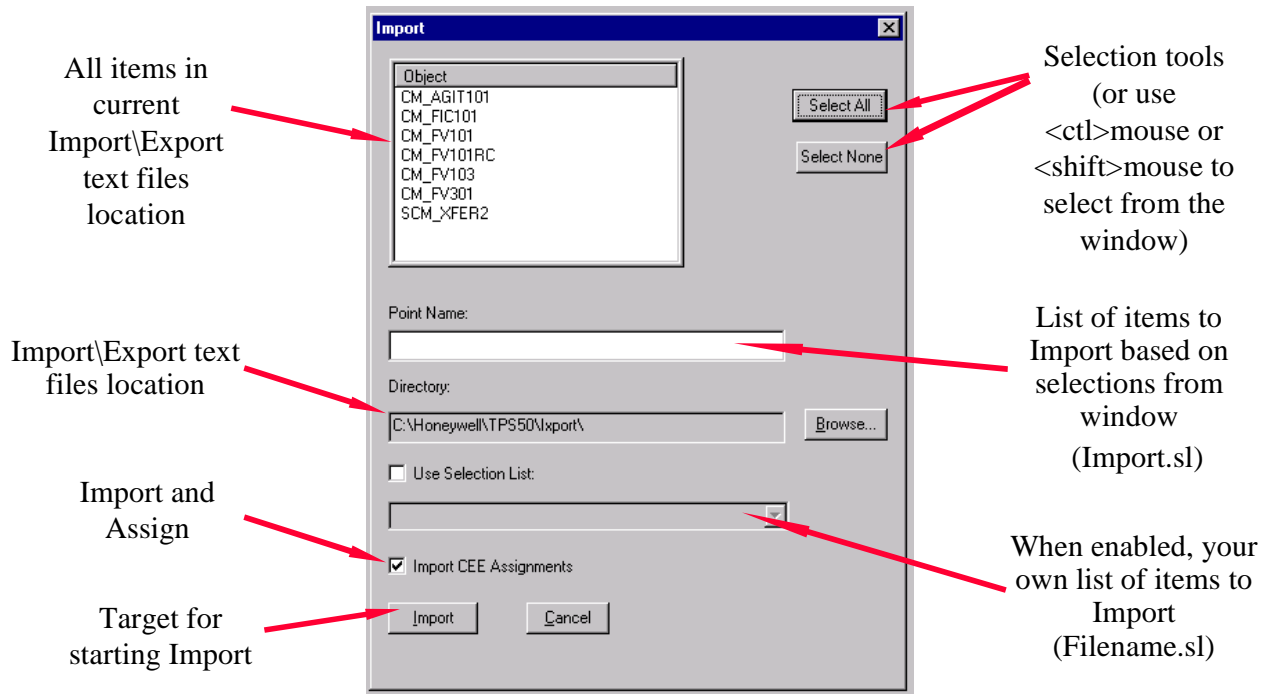 Import
All items in
current
Import\Export
text files
location
Object
CM_AGIT101
CM_FIC101
CM_FV101
CM_FV101RC
CM_FV103
CM_FV301
SCM_XFER2
Select All
Select None
Selection tools
(or use
<ctl>mouse or
<shift>mouse to
select from the
window)
Point Name:
List of items to
Import based on
selections from
window
(Import.sl)
Import\Export text
files location
Directory:
C:\Honeywell\TPS50\Ixport\
Browse...
Use Selection List:
Import and
Assign
Import CEE Assignments
When enabled, your
own list of items to
Import
(Filename.sl)
Target for
starting Import
Import
Cancel